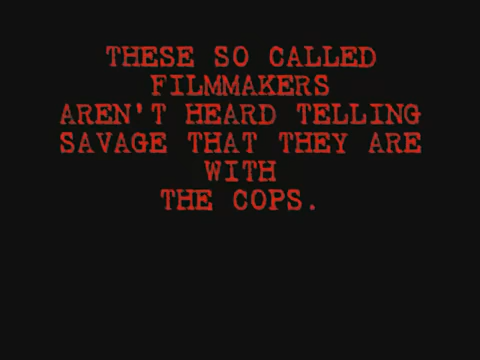 THESE SO CALLED
FILMMAKERS
AREN'T HEARD TELLING
SAVAGE THAT THEY ARE
WITH
THE COPS.